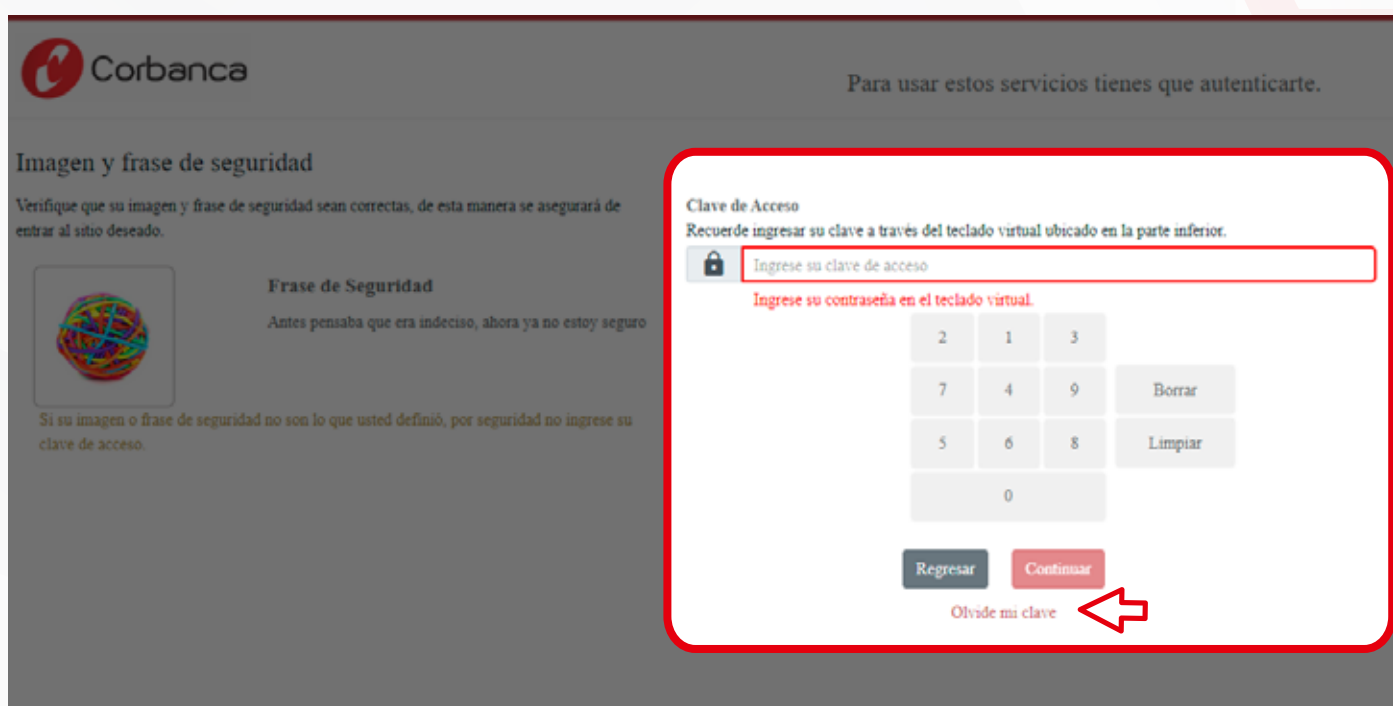 Corbanca
Para usar estos servicios tienes que autenticarte.
Imagen y frase de seguridad
Verifique que su imagen y frase de seguridad sean correctas, de esta manera se asegurará de
entrar al sitio deseado.
Frase de Seguridad
Antes pensaba que era indeciso, ahora ya no estoy seguro
Si su imagen o frase de seguridad no son lo que usted definió, por seguridad no ingrese su
clave de acceso.
Clave de Acceso
Recuerde ingresar su clave a través del teclado virtual ubicado en la parte inferior.
Ingrese su clave de acceso
Ingrese su contraseña en el teclado virtual.
2 1 3
7 4 9 Borrar
5 6 8 Limpiar
0
Regresar Continuar
Olvide mi clave